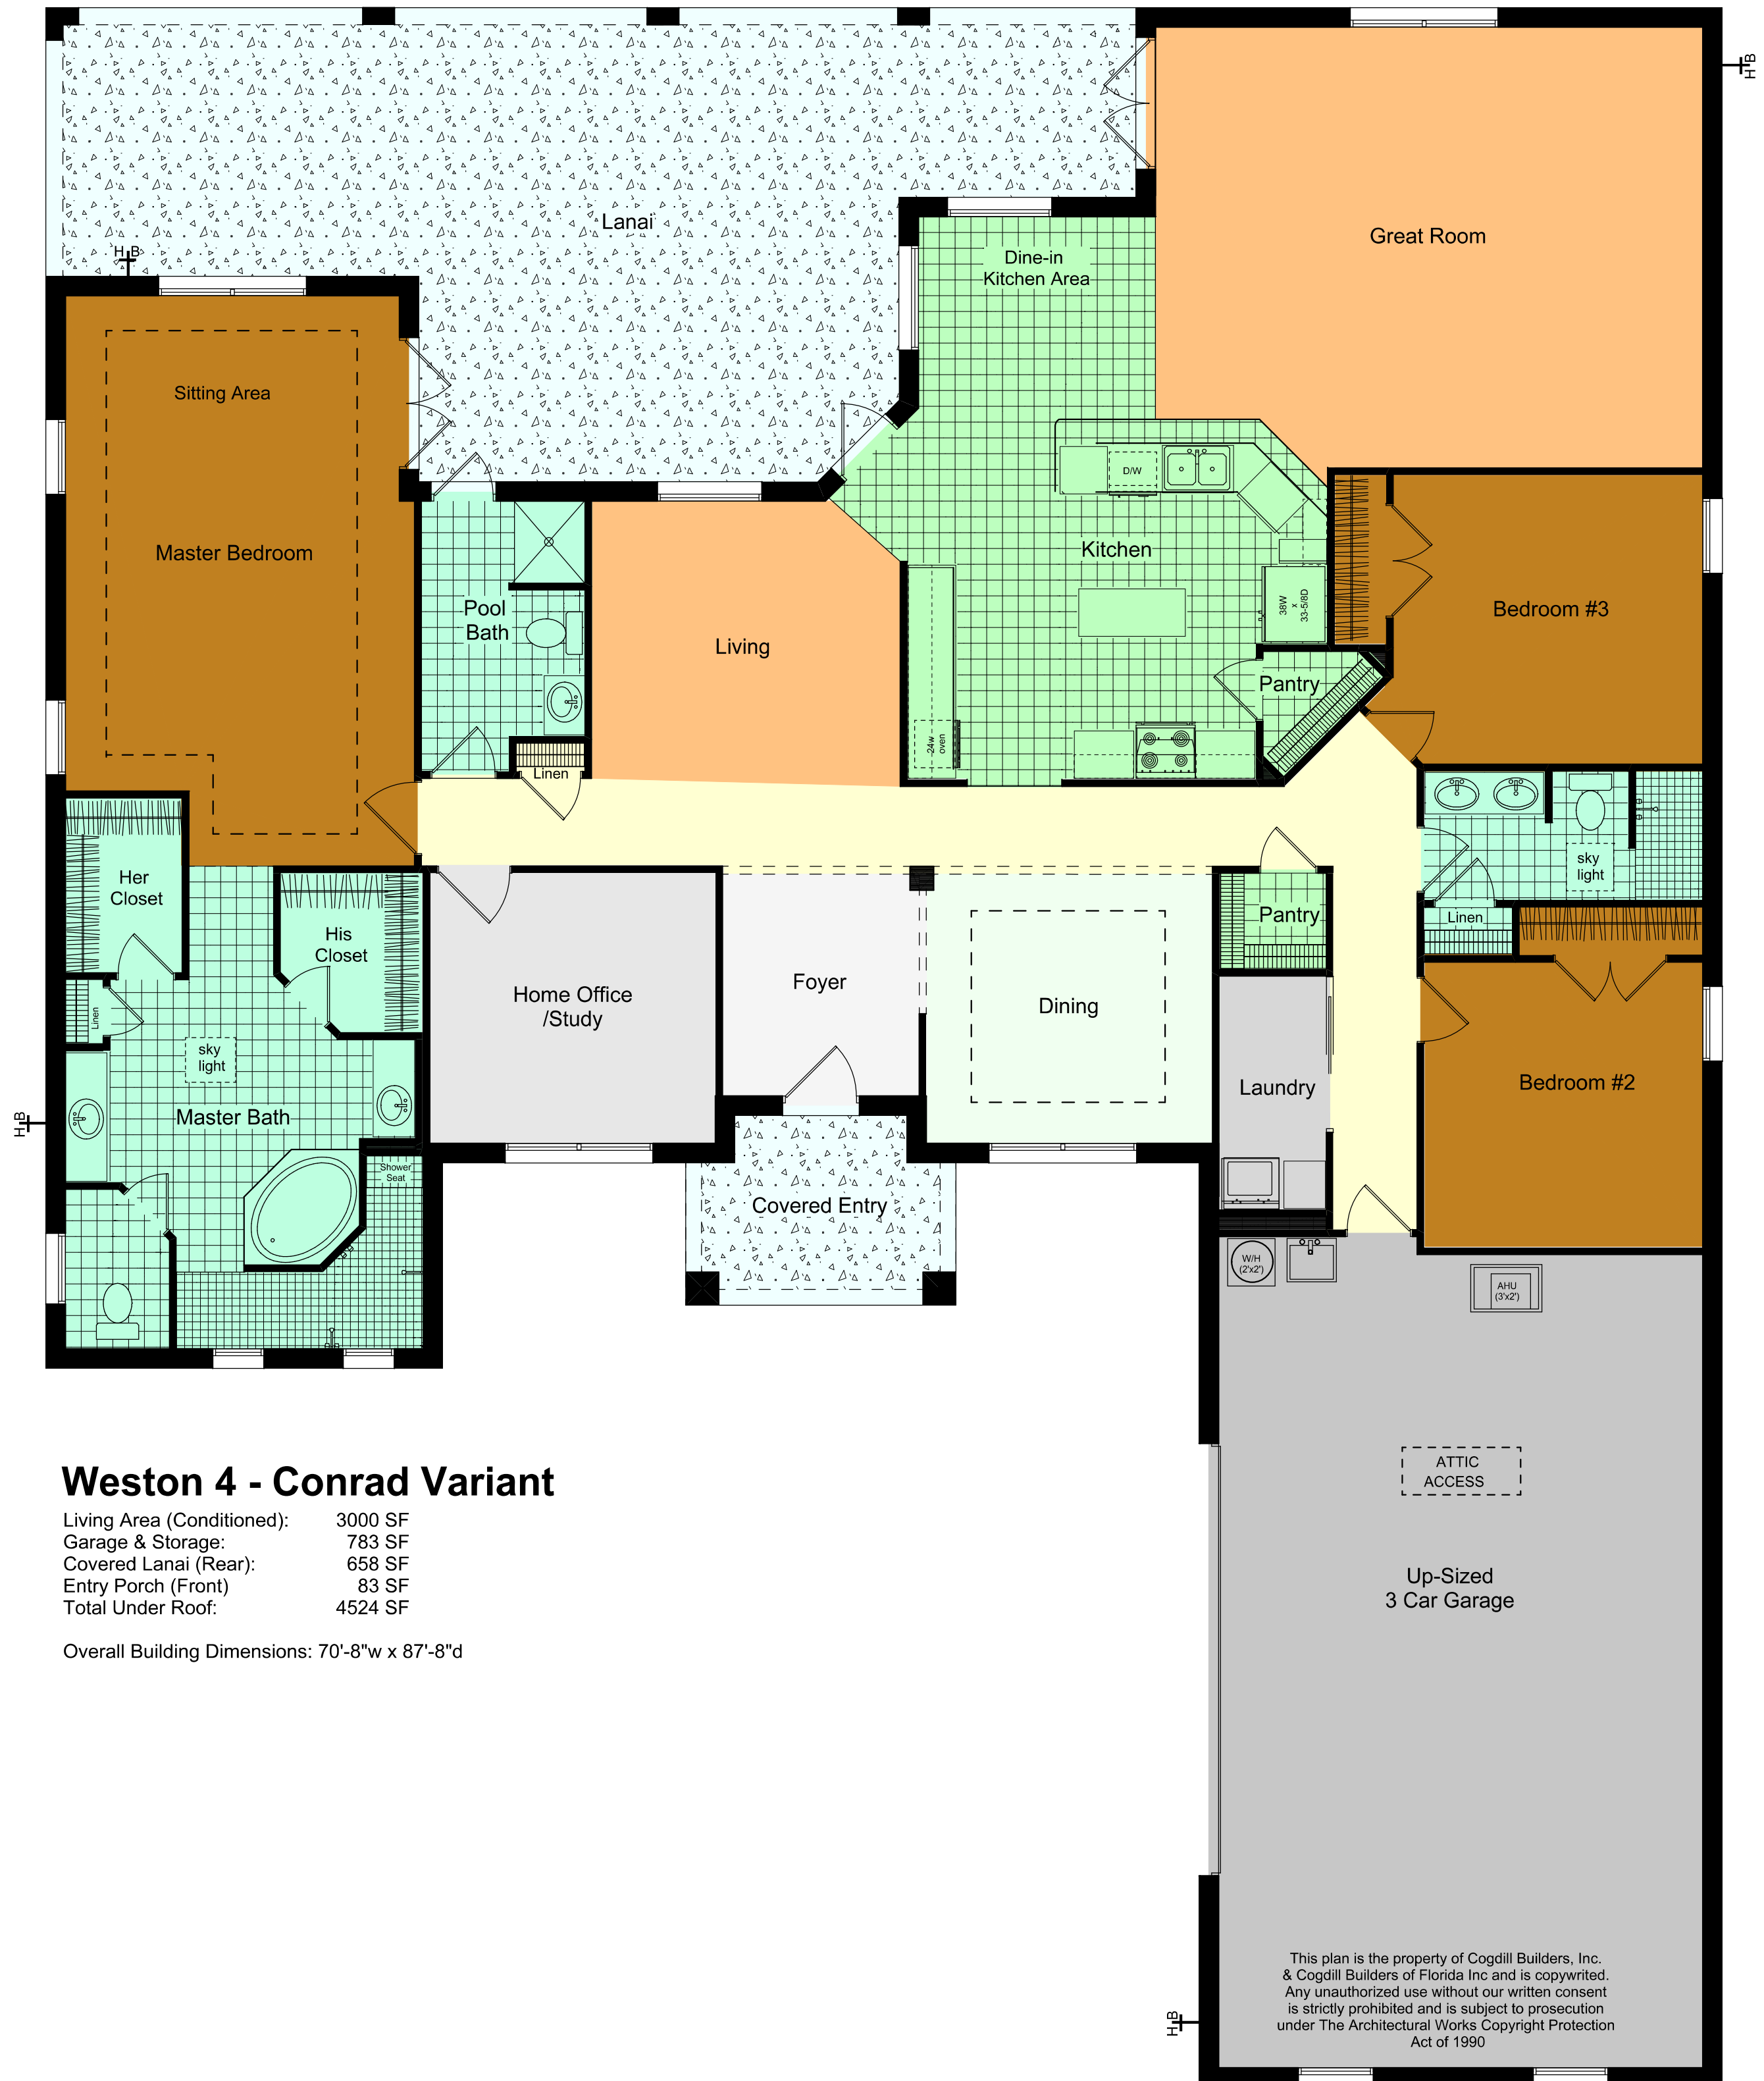 H B
Lanai
Great Room
Dine-in
Kitchen Area
H B
Sitting Area
D/W
Master Bedroom
Kitchen
Pool
Bath
38W
x
33-5/8D
Bedroom #3
Living
Pantry
24w
oven
Linen
Her
Closet
sky
light
His
Closet
Pantry
Linen
Home Office
/Study
Foyer
Dining
Linen
sky
light
Laundry
Bedroom #2
Master Bath
H B
Shower
Seat
Covered Entry
W/H
(2'x2')
AHU
(3'x2')
Weston 4 - Conrad Variant
Living Area (Conditioned): 3000 SF
Garage & Storage: 783 SF
Covered Lanai (Rear): 658 SF
Entry Porch (Front) 83 SF
Total Under Roof: 4524 SF
Overall Building Dimensions: 70'-8"w x 87'-8"d
ATTIC
ACCESS
Up-Sized
3 Car Garage
This plan is the property of Cogdill Builders, Inc.
& Cogdill Builders of Florida Inc and is copywrited.
Any unauthorized use without our written consent
is strictly prohibited and is subject to prosecution
under The Architectural Works Copyright Protection
Act of 1990
H B